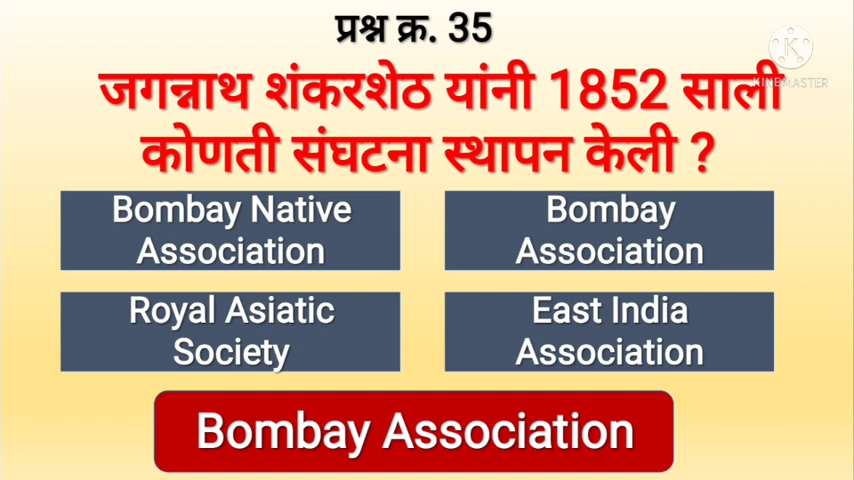 प्रश्न क्र. 35
K
KINEMASTER
जगन्नाथ शंकरशेठ यांनी 1852 साली
कोणती संघटना स्थापन केली ?
Bombay Native
Association
Bombay
Association
Royal Asiatic
Society
East India
Association
Bombay Association